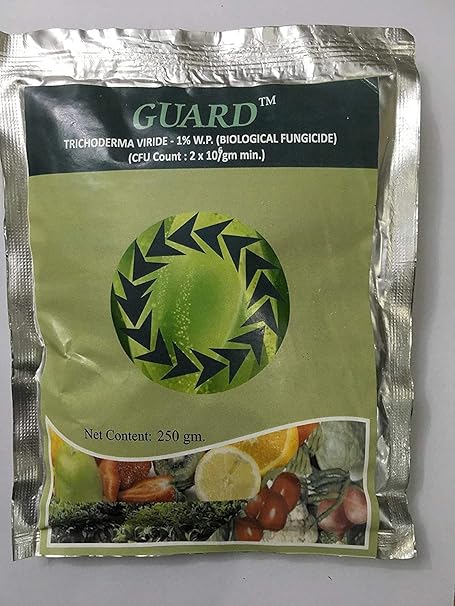 GUARD™
TRICHODERMA VIRIDE - 1% W.P. (BIOLOGICAL FUNGICIDE)
(CFU Count : 2 x 10⁶/gm min.)
Net Content: 250 gm.